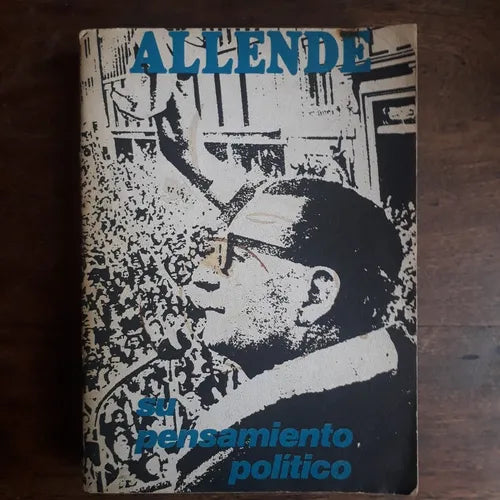 ALLENDE
su
pensamiento
político